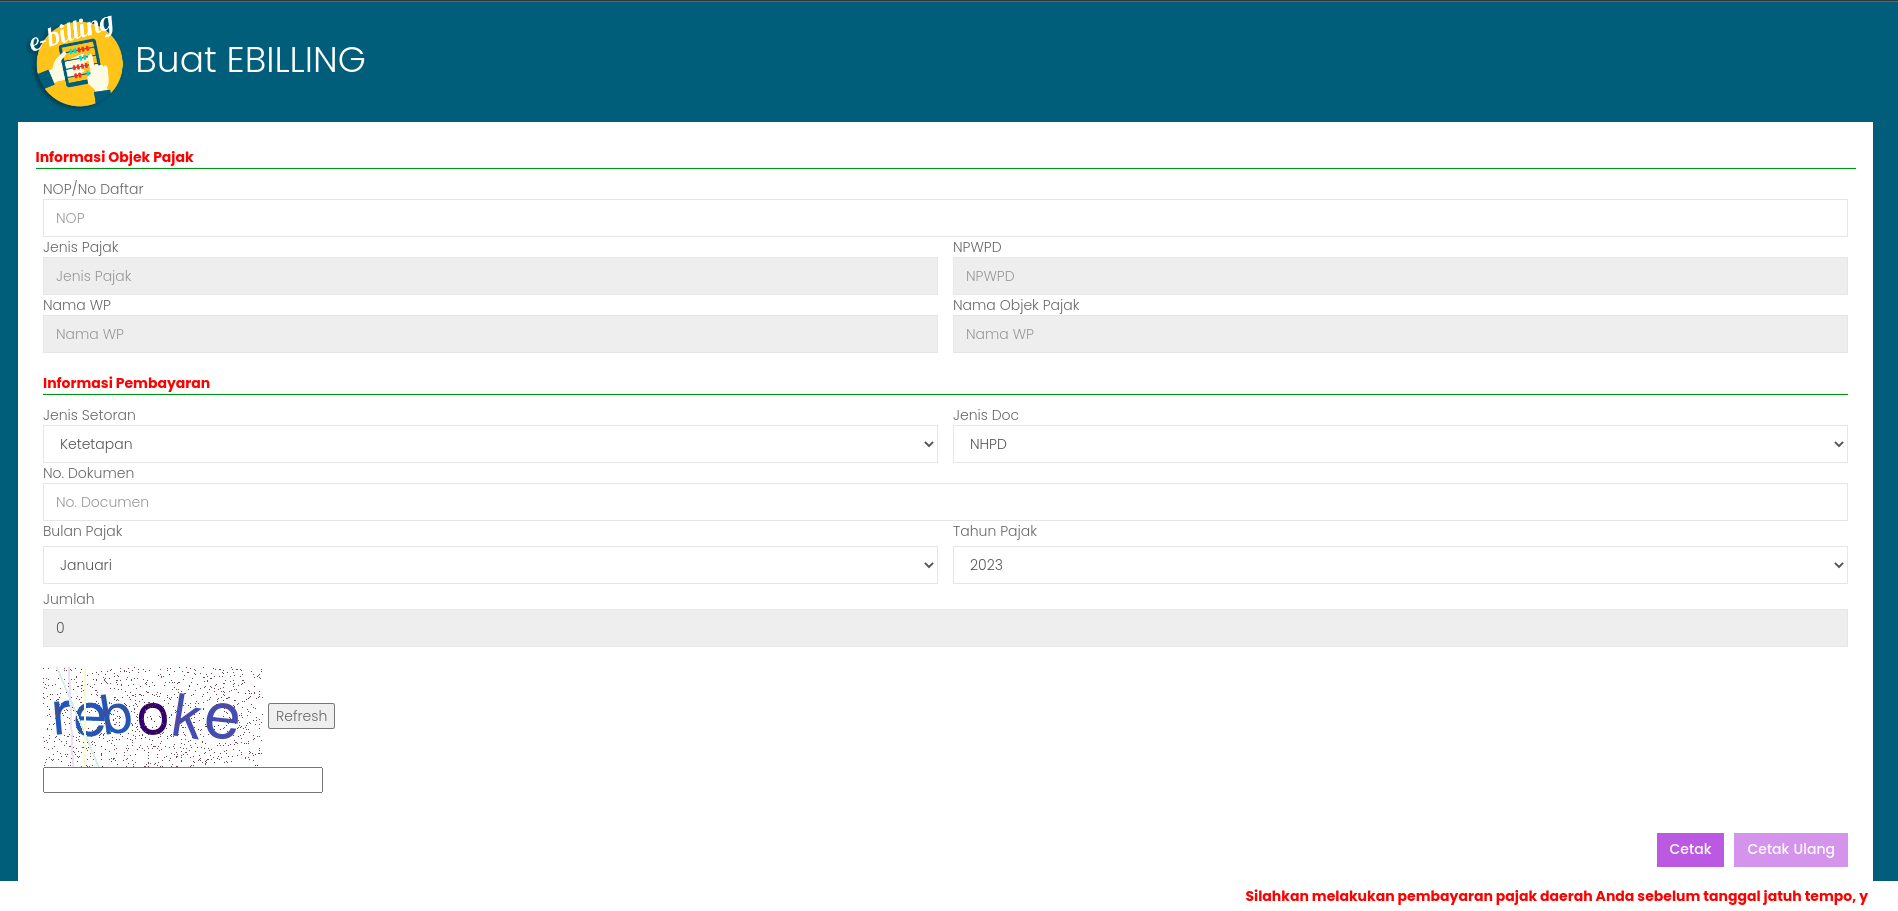 e-billing
Buat EBILLING
Informasi Objek Pajak
NOP/No Daftar
NOP
Jenis Pajak
NPWPD
Jenis Pajak
NPWPD
Nama WP
Nama Objek Pajak
Nama WP
Nama WP
Informasi Pembayaran
Jenis Setoran
Jenis Doc
Ketetapan
NHPD
No. Dokumen
No. Documen
Bulan Pajak
Tahun Pajak
Januari
2023
Jumlah
0
reboke
Refresh
Cetak
Cetak Ulang
Silahkan melakukan pembayaran pajak daerah Anda sebelum tanggal jatuh tempo, y